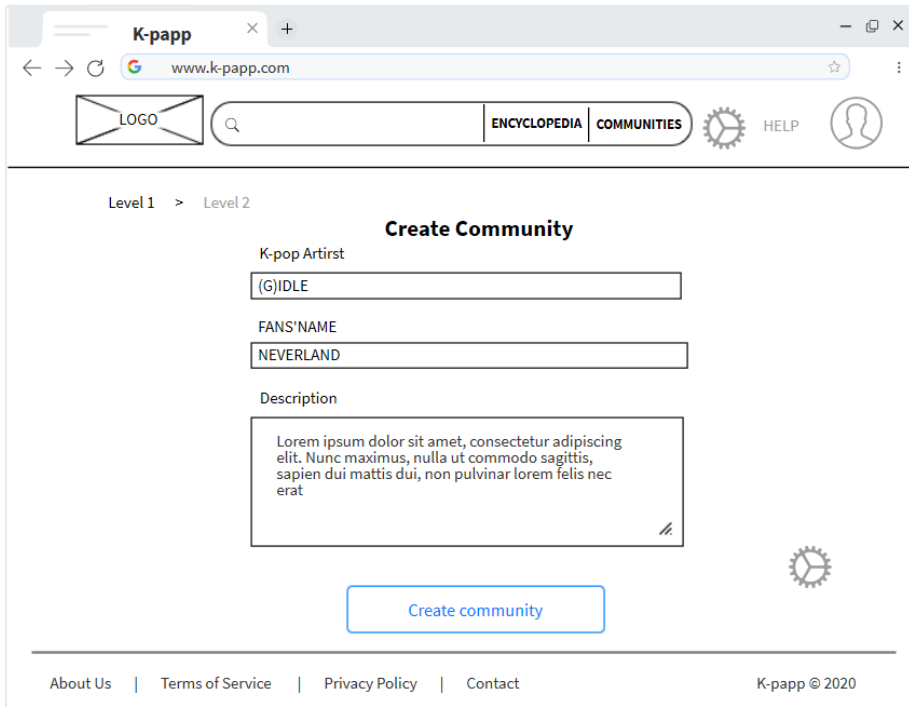 K-papp
www.k-papp.com
LOGO ENCYCLOPEDIA COMMUNITIES HELP
Level 1 > Level 2
Create Community
K-pop Artirst
(G)IDLE
FANS'NAME
NEVERLAND
Description
Lorem ipsum dolor sit amet, consectetur adipiscing
elit. Nunc maximus, nulla ut commodo sagittis,
sapien dui mattis dui, non pulvinar lorem felis nec
erat
Create community
About Us | Terms of Service | Privacy Policy | Contact K-papp © 2020